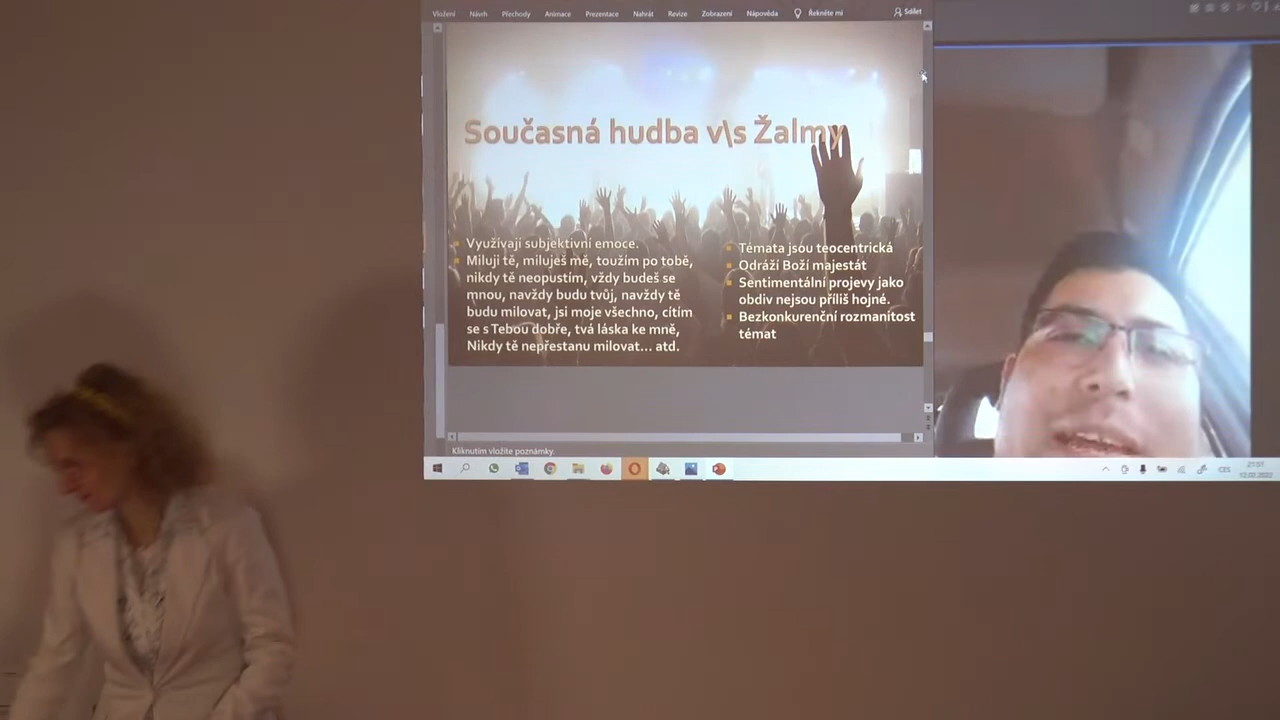 Vložení Návrh Přechody Animace Prezentace Nahrát Revize Zobrazení Nápověda Řekněte mi Sdílet
Současná hudba v\s Žalmy
Využívají subjektivní emoce.
Miluji tě, miluješ mě, toužím po tobě,
nikdy tě neopustím, vždy budeš se
mnou, navždy budu tvůj, navždy tě
budu milovat, jsi moje všechno, cítím
se s Tebou dobře, tvá láska ke mně,
Nikdy tě nepřestanu milovat... atd.
Témata jsou teocentrická
Odráží Boží majestát
Sentimentální projevy jako
obdiv nejsou příliš hojné.
Bezkonkurenční rozmanitost
témat
Kliknutím vložíte poznámky.
CES